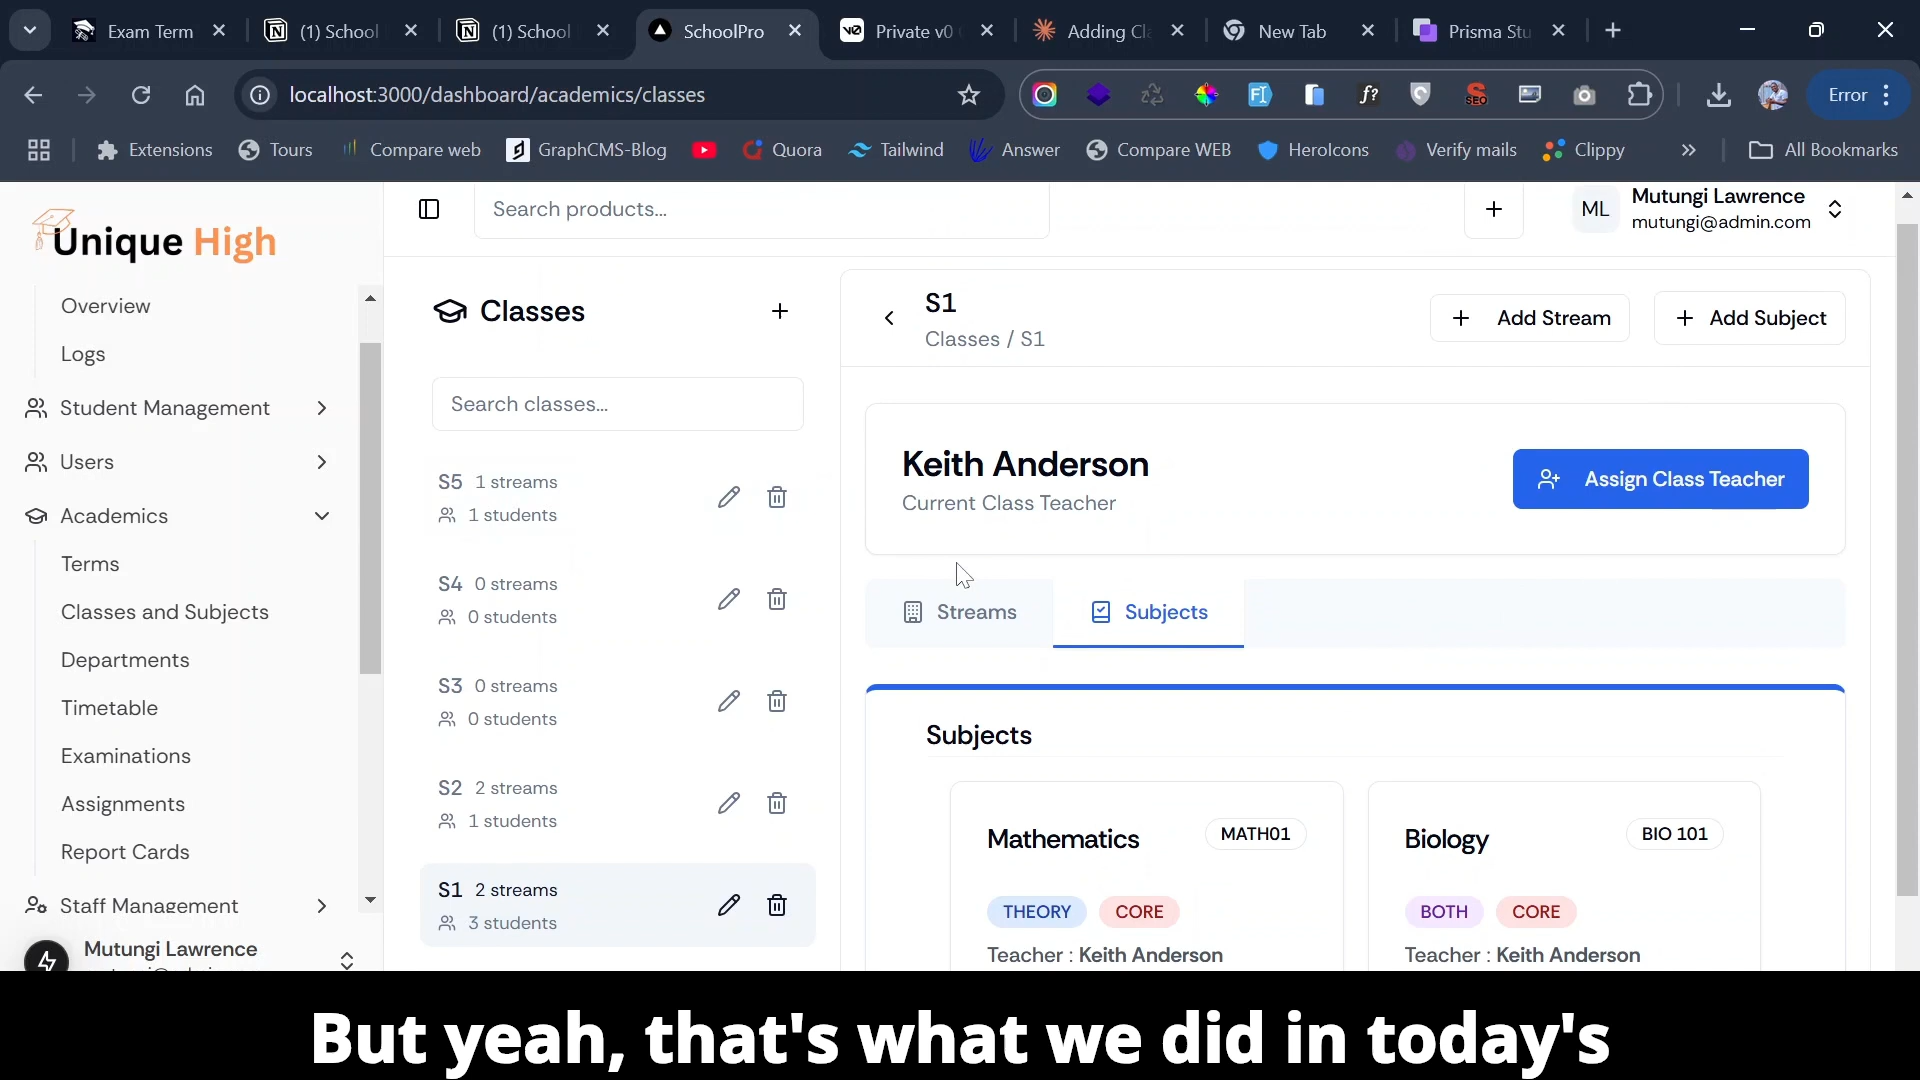 Exam Term
(1) School
(1) School
SchoolPro
Private v0
Adding Cla
New Tab
Prisma Stu
localhost:3000/dashboard/academics/classes
Error
Extensions
Tours
Compare web
GraphCMS-Blog
Quora
Tailwind
Answer
Compare WEB
HeroIcons
Verify mails
Clippy
All Bookmarks
Unique High
Search products...
ML
Mutungi Lawrence
mutungi@admin.com
Overview
Logs
Student Management
Users
Academics
Terms
Classes and Subjects
Departments
Timetable
Examinations
Assignments
Report Cards
Staff Management
Mutungi Lawrence
Classes
Search classes...
S5 1 streams
1 students
S4 0 streams
0 students
S3 0 streams
0 students
S2 2 streams
1 students
S1 2 streams
3 students
S1
Classes / S1
Add Stream
Add Subject
Keith Anderson
Current Class Teacher
Assign Class Teacher
Streams
Subjects
Subjects
Mathematics MATH01
THEORY CORE
Teacher : Keith Anderson
Biology BIO 101
BOTH CORE
Teacher : Keith Anderson
But yeah, that's what we did in today's